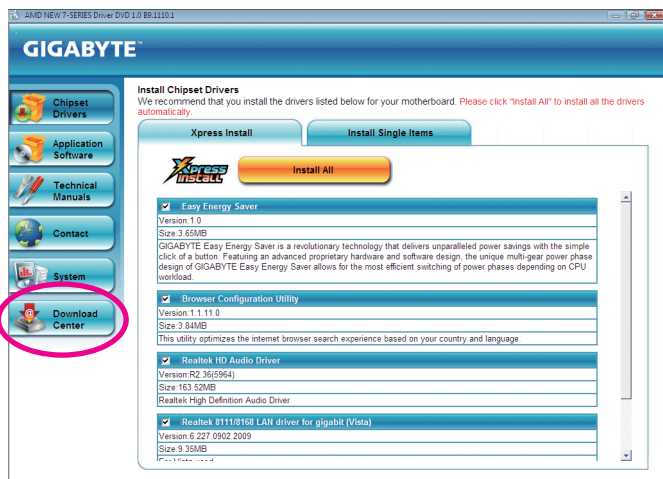 AMD NEW 7-SERIES Driver DVD 1.0 B9.1110.1
GIGABYTE™
Chipset
Drivers
Application
Software
Technical
Manuals
Contact
System
Download
Center
Install Chipset Drivers
We recommend that you install the drivers listed below for your motherboard. Please click "Install All" to install all the drivers
automatically.
Xpress Install
Install Single Items
Xpress
Install
Install All
Easy Energy Saver
Version:1.0
Size:3.65MB
GIGABYTE Easy Energy Saver is a revolutionary technology that delivers unparalleled power savings with the simple
click of a button. Featuring an advanced proprietary hardware and software design, the unique multi-gear power phase
design of GIGABYTE Easy Energy Saver allows for the most efficient switching of power phases depending on CPU
workload.
Browser Configuration Utility
Version:1.1.11.0
Size:3.84MB
This utility optimizes the internet browser search experience based on your country and language.
Realtek HD Audio Driver
Version:R2.36(5964)
Size:163.52MB
Realtek High Definition Audio Driver
Realtek 8111/8168 LAN driver for gigabit (Vista)
Version:6.227.0902.2009
Size:9.35MB
For Vista used